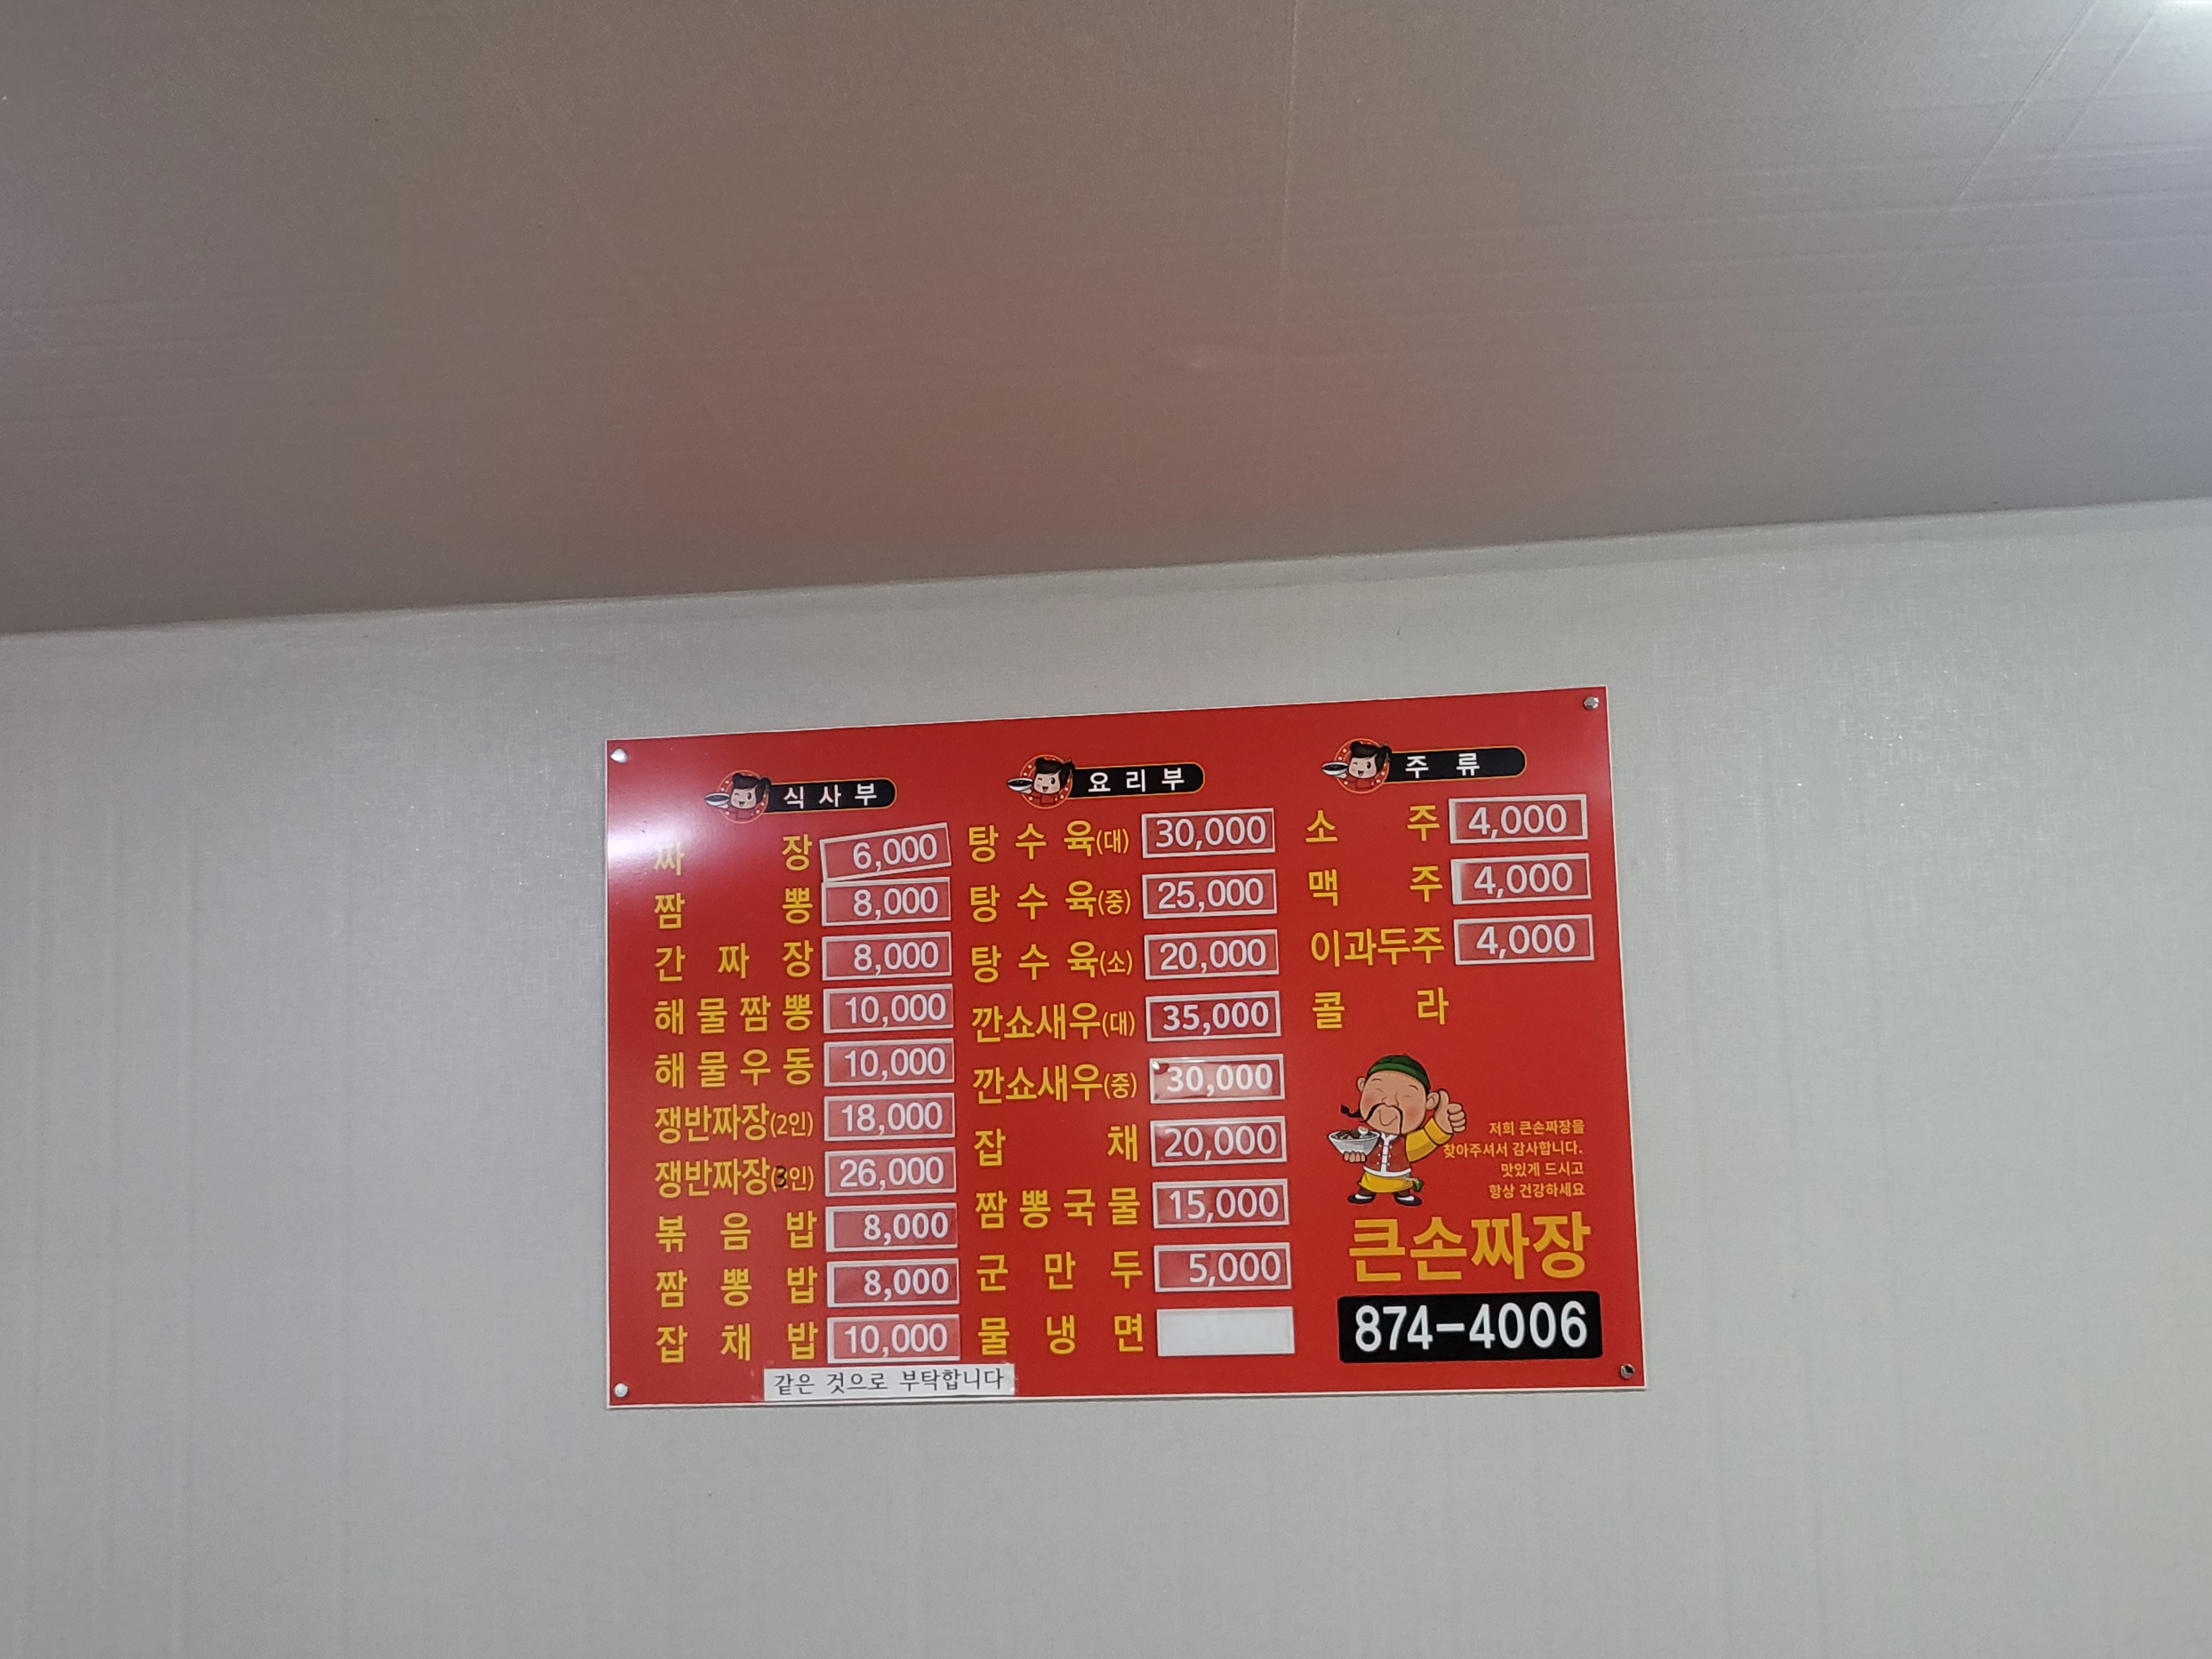 식사부
짜장 6,000
짬뽕 8,000
간짜장 8,000
해물짬뽕 10,000
해물우동 10,000
쟁반짜장(2인) 18,000
쟁반짜장(3인) 26,000
볶음밥 8,000
짬뽕밥 8,000
잡채밥 10,000
같은 것으로 부탁합니다
요리부
탕수육(대) 30,000
탕수육(중) 25,000
탕수육(소) 20,000
깐쇼새우(대) 35,000
깐쇼새우(중) 30,000
잡채 20,000
짬뽕국물 15,000
군만두 5,000
물냉면
주류
소주 4,000
맥주 4,000
이과두주 4,000
콜라
저희 큰손짜장을
찾아주셔서 감사합니다.
맛있게 드시고
항상 건강하세요
큰손짜장
874-4006